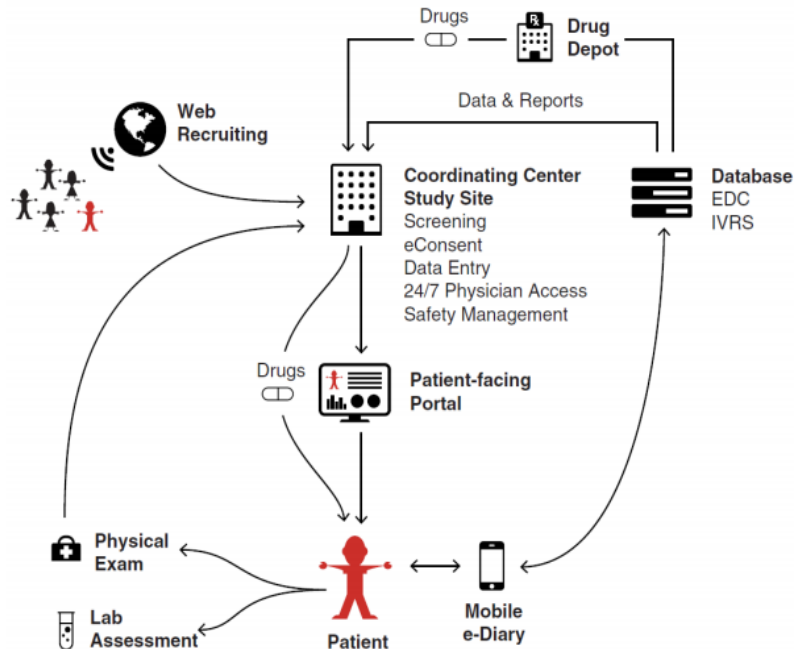 Drugs
Rx
Drug
Depot
Web
Recruiting
Data & Reports
Coordinating Center
Study Site
Screening
eConsent
Data Entry
24/7 Physician Access
Safety Management
Database
EDC
IVRS
Drugs
Patient-facing
Portal
Physical
Exam
Lab
Assessment
Patient
Mobile
e-Diary